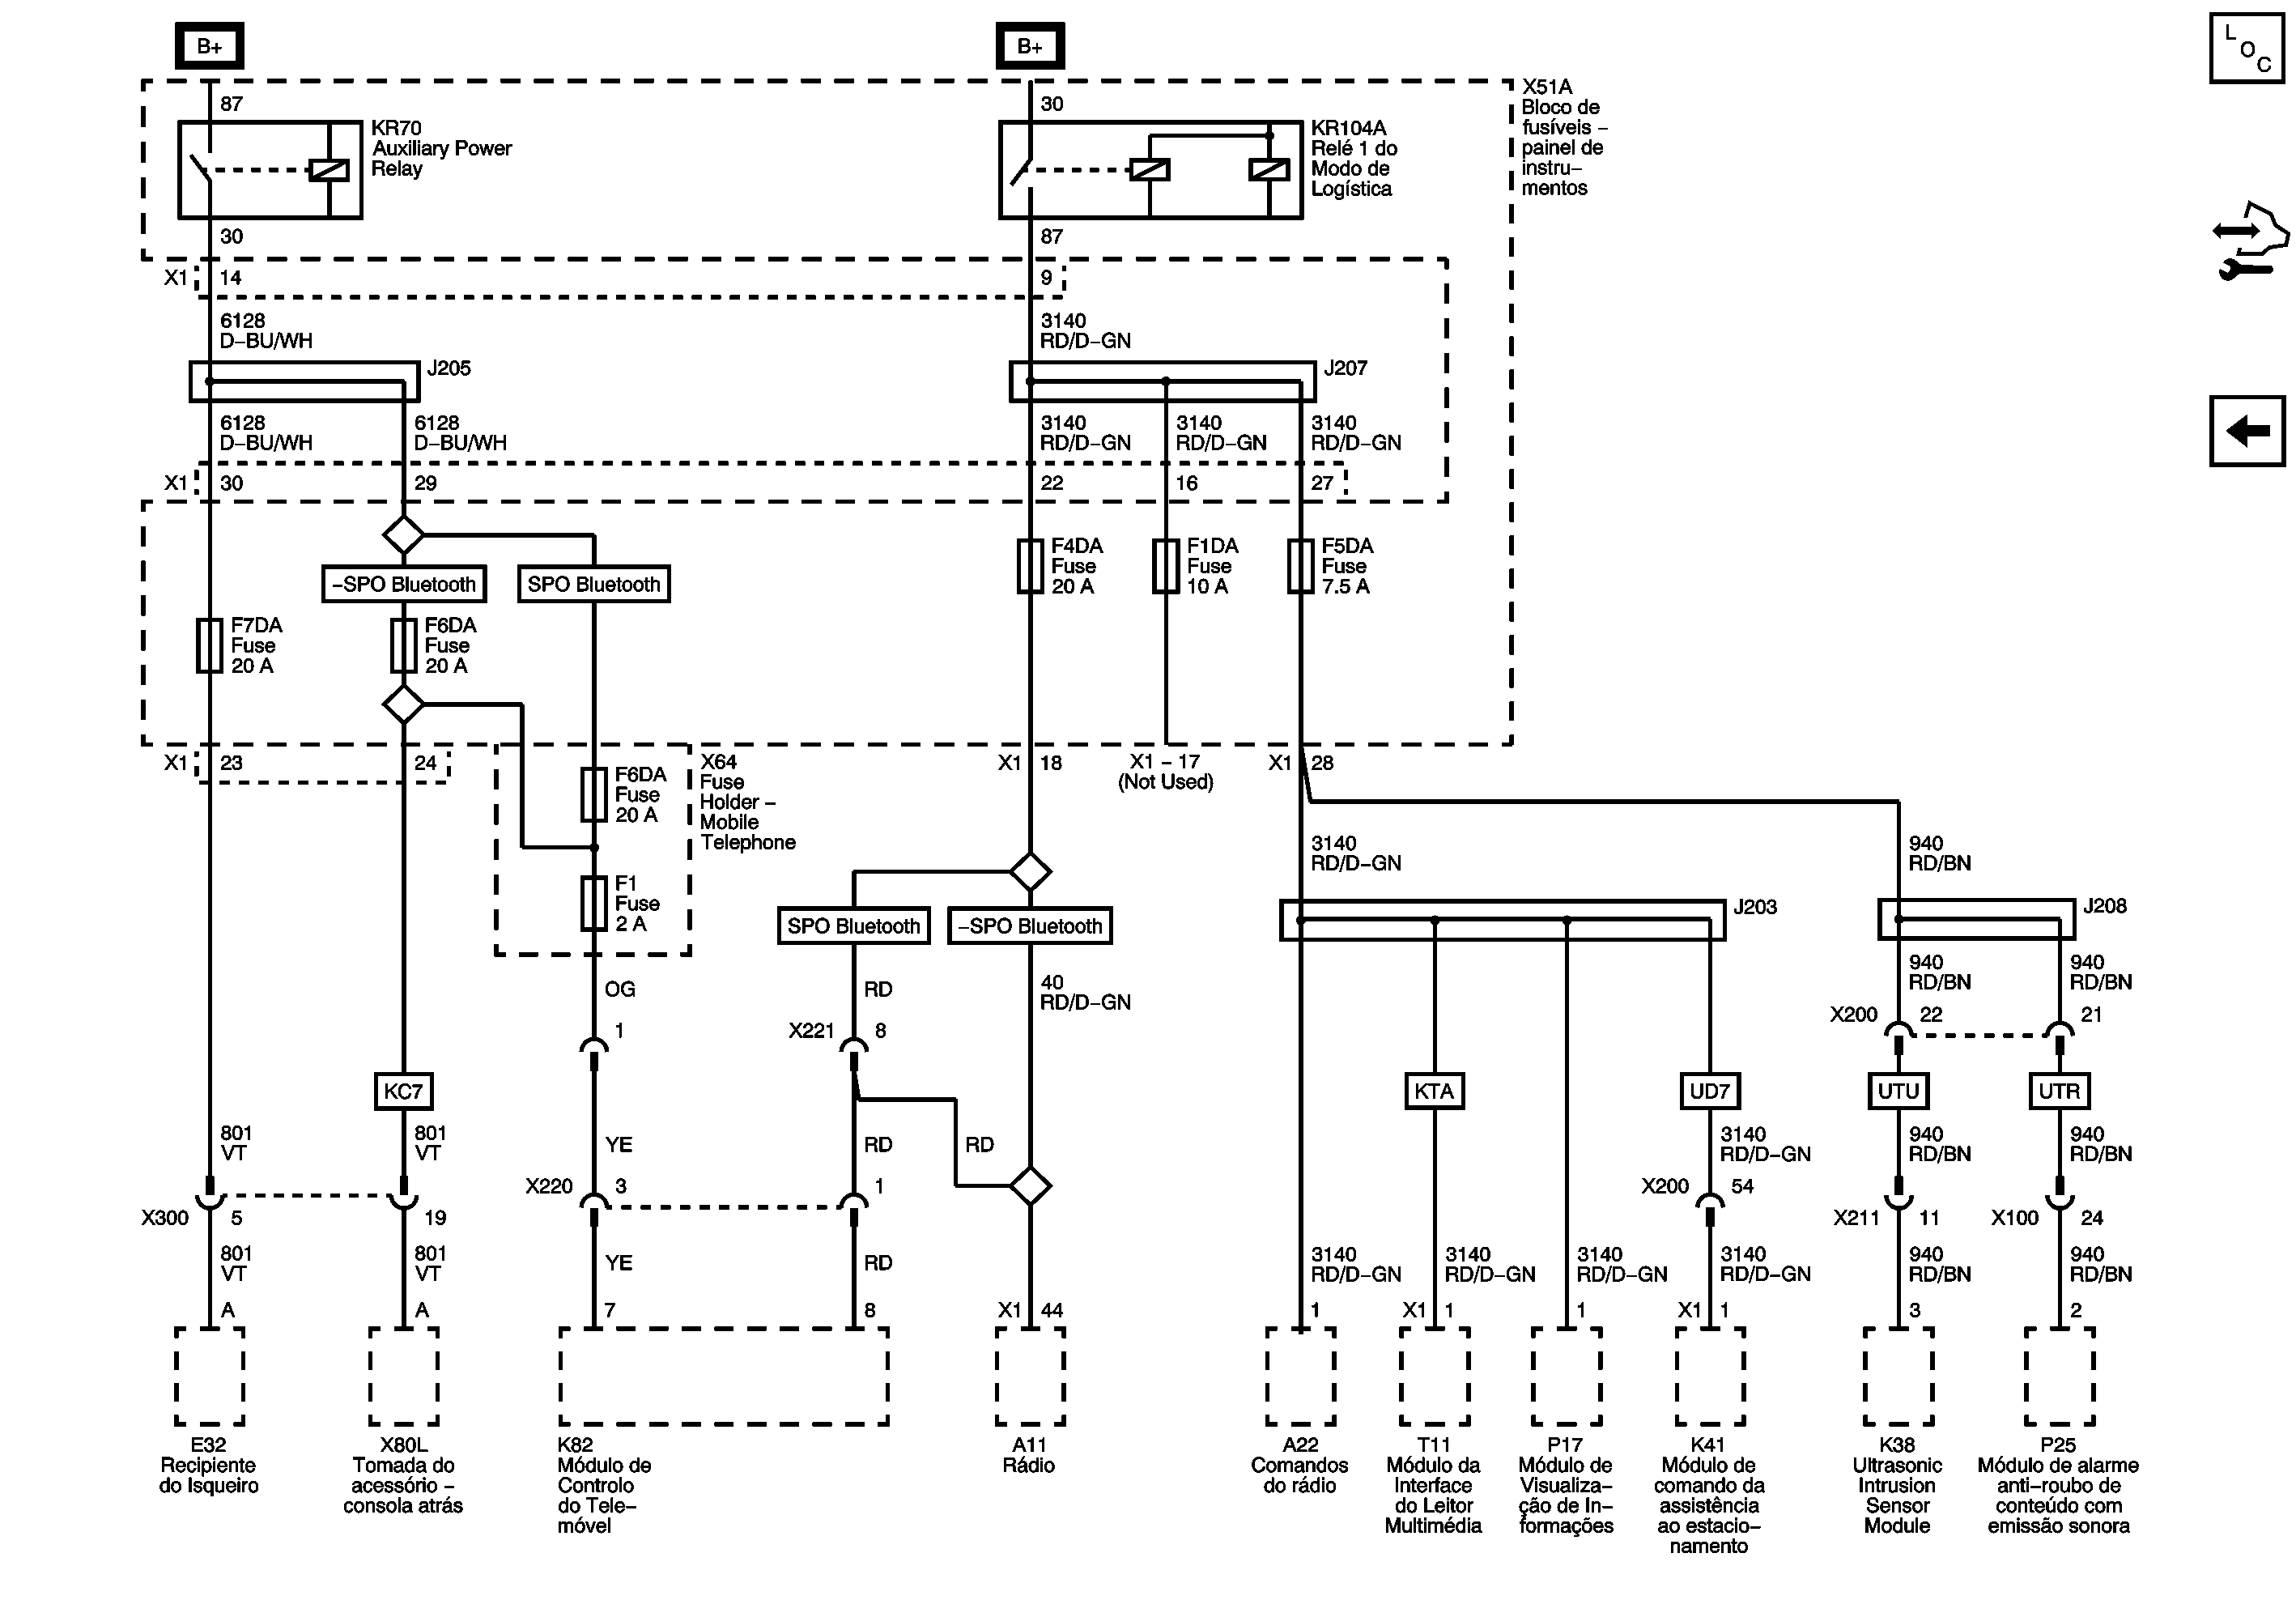 B+
B+
L
O
C
87
30
X51A
Bloco de
fusíveis –
painel de
instru–
mentos
KR70
Auxiliary Power
Relay
KR104A
Relé 1 do
Modo de
Logística
30
87
X1
14
9
6128
D–BU/WH
3140
RD/D–GN
J205
J207
6128
D–BU/WH
6128
D–BU/WH
3140
RD/D–GN
3140
RD/D–GN
3140
RD/D–GN
X1
30
29
22
16
27
–SPO Bluetooth
SPO Bluetooth
F4DA
Fuse
20 A
F1DA
Fuse
10 A
F5DA
Fuse
7.5 A
F7DA
Fuse
20 A
F6DA
Fuse
20 A
X1
23
24
F6DA
Fuse
20 A
X64
Fuse
Holder –
Mobile
Telephone
X1
18
X1 – 17
(Not Used)
X1
28
F1
Fuse
2 A
3140
RD/D–GN
940
RD/BN
SPO Bluetooth
–SPO Bluetooth
J203
J208
OG
RD
40
RD/D–GN
940
RD/BN
940
RD/BN
1
X221
8
X200
22
21
KC7
KTA
UD7
UTU
UTR
801
VT
801
VT
YE
RD
RD
3140
RD/D–GN
940
RD/BN
940
RD/BN
X300
5
19
X220
3
1
X200
54
X211
11
X100
24
801
VT
801
VT
YE
RD
3140
RD/D–GN
3140
RD/D–GN
3140
RD/D–GN
3140
RD/D–GN
940
RD/BN
940
RD/BN
A
A
7
8
X1
44
1
X1
1
1
X1
1
3
2
E32
Recipiente
do Isqueiro
X80L
Tomada do
acessório –
consola atrás
K82
Módulo de
Controlo
do Tele–
móvel
A11
Rádio
A22
Comandos
do rádio
T11
Módulo da
Interface
do Leitor
Multimédia
P17
Módulo de
Visualiza–
ção de In–
formações
K41
Módulo de
comando da
assistência
ao estacio–
namento
K38
Ultrasonic
Intrusion
Sensor
Module
P25
Módulo de alarme
anti–roubo de
conteúdo com
emissão sonora